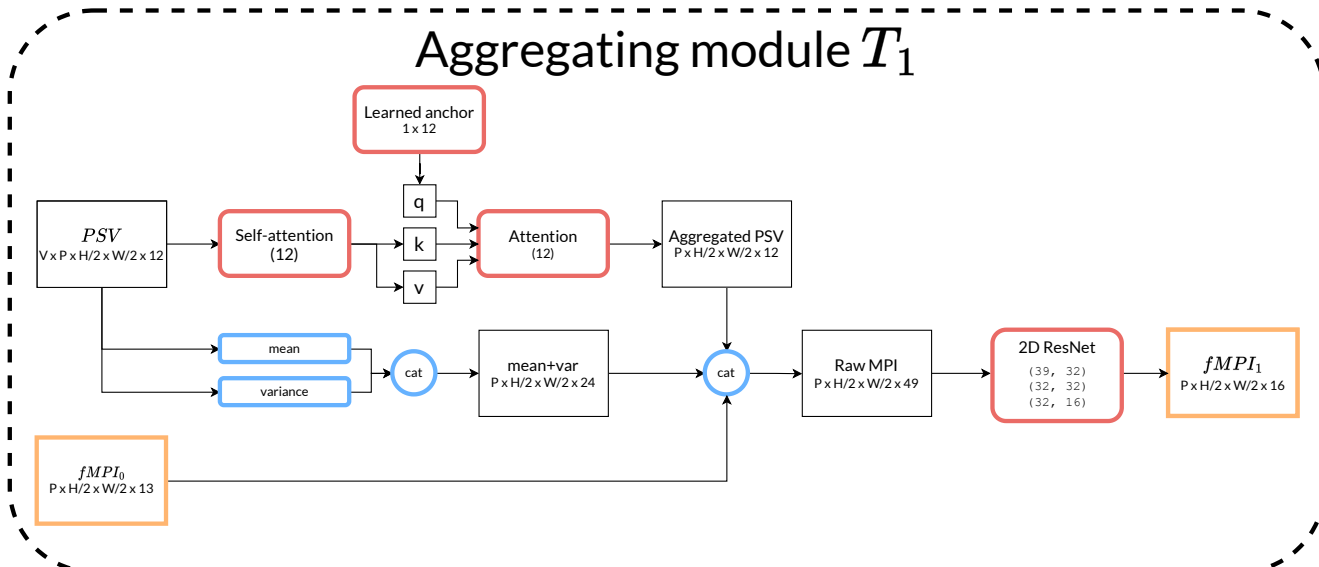 Aggregating module T₁
Learned anchor
1 x 12
q
PSV
V x P x H/2 x W/2 x 12
Self-attention
(12)
k
Attention
(12)
Aggregated PSV
P x H/2 x W/2 x 12
v
mean
variance
cat
mean+var
P x H/2 x W/2 x 24
cat
Raw MPI
P x H/2 x W/2 x 49
2D ResNet
(39, 32)
(32, 32)
(32, 16)
fMPI₁
P x H/2 x W/2 x 16
fMPI₀
P x H/2 x W/2 x 13